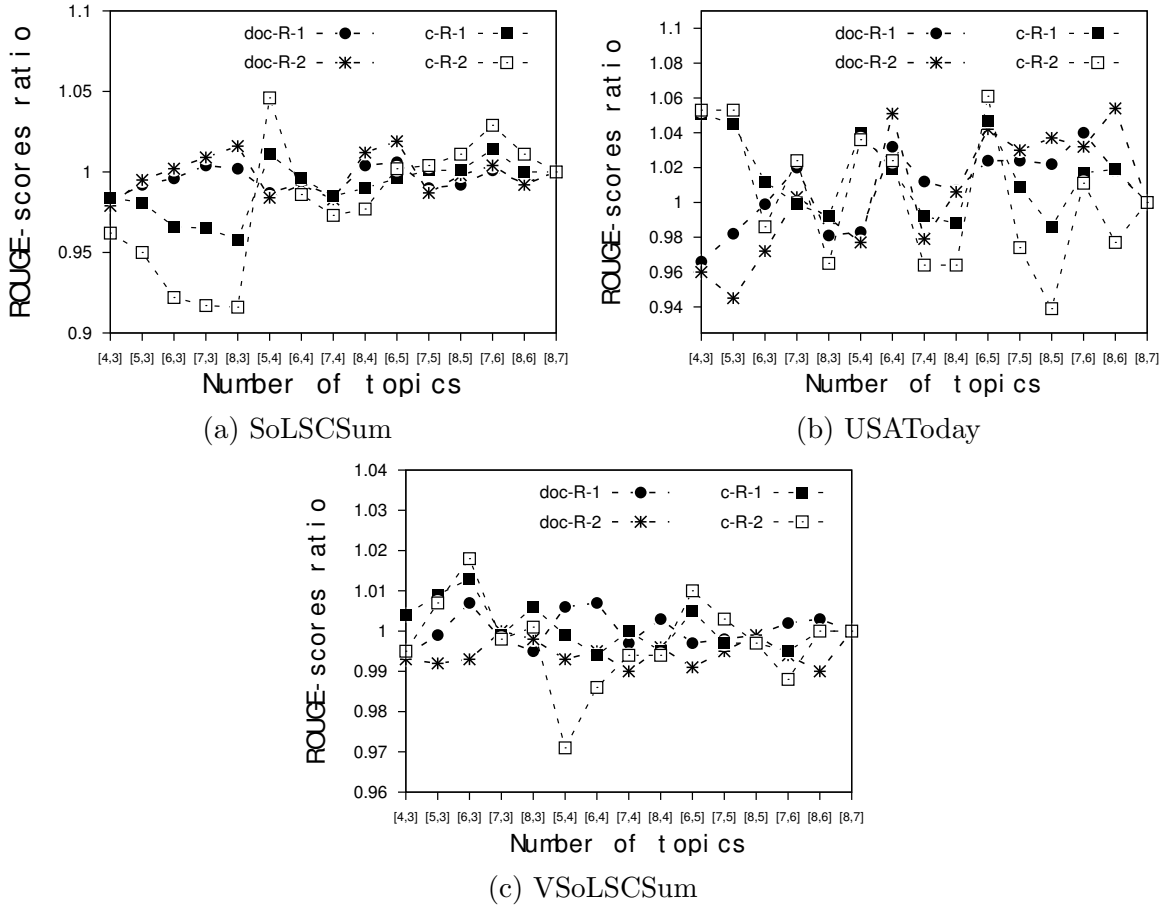 1.1
1.05
1
0.95
0.9
ROUGE-scores ratio
doc-R-1
doc-R-2
c-R-1
c-R-2
[4,3] [5,3] [6,3] [7,3] [8,3] [5,4] [6,4] [7,4] [8,4] [6,5] [7,5] [8,5] [7,6] [8,6] [8,7]
Number of topics
(a) SoLSCSum
1.1
1.08
1.06
1.04
1.02
1
0.98
0.96
0.94
ROUGE-scores ratio
doc-R-1
doc-R-2
c-R-1
c-R-2
[4,3] [5,3] [6,3] [7,3] [8,3] [5,4] [6,4] [7,4] [8,4] [6,5] [7,5] [8,5] [7,6] [8,6] [8,7]
Number of topics
(b) USAToday
1.04
1.03
1.02
1.01
1
0.99
0.98
0.97
0.96
ROUGE-scores ratio
doc-R-1
doc-R-2
c-R-1
c-R-2
[4,3] [5,3] [6,3] [7,3] [8,3] [5,4] [6,4] [7,4] [8,4] [6,5] [7,5] [8,5] [7,6] [8,6] [8,7]
Number of topics
(c) VSoLSCSum